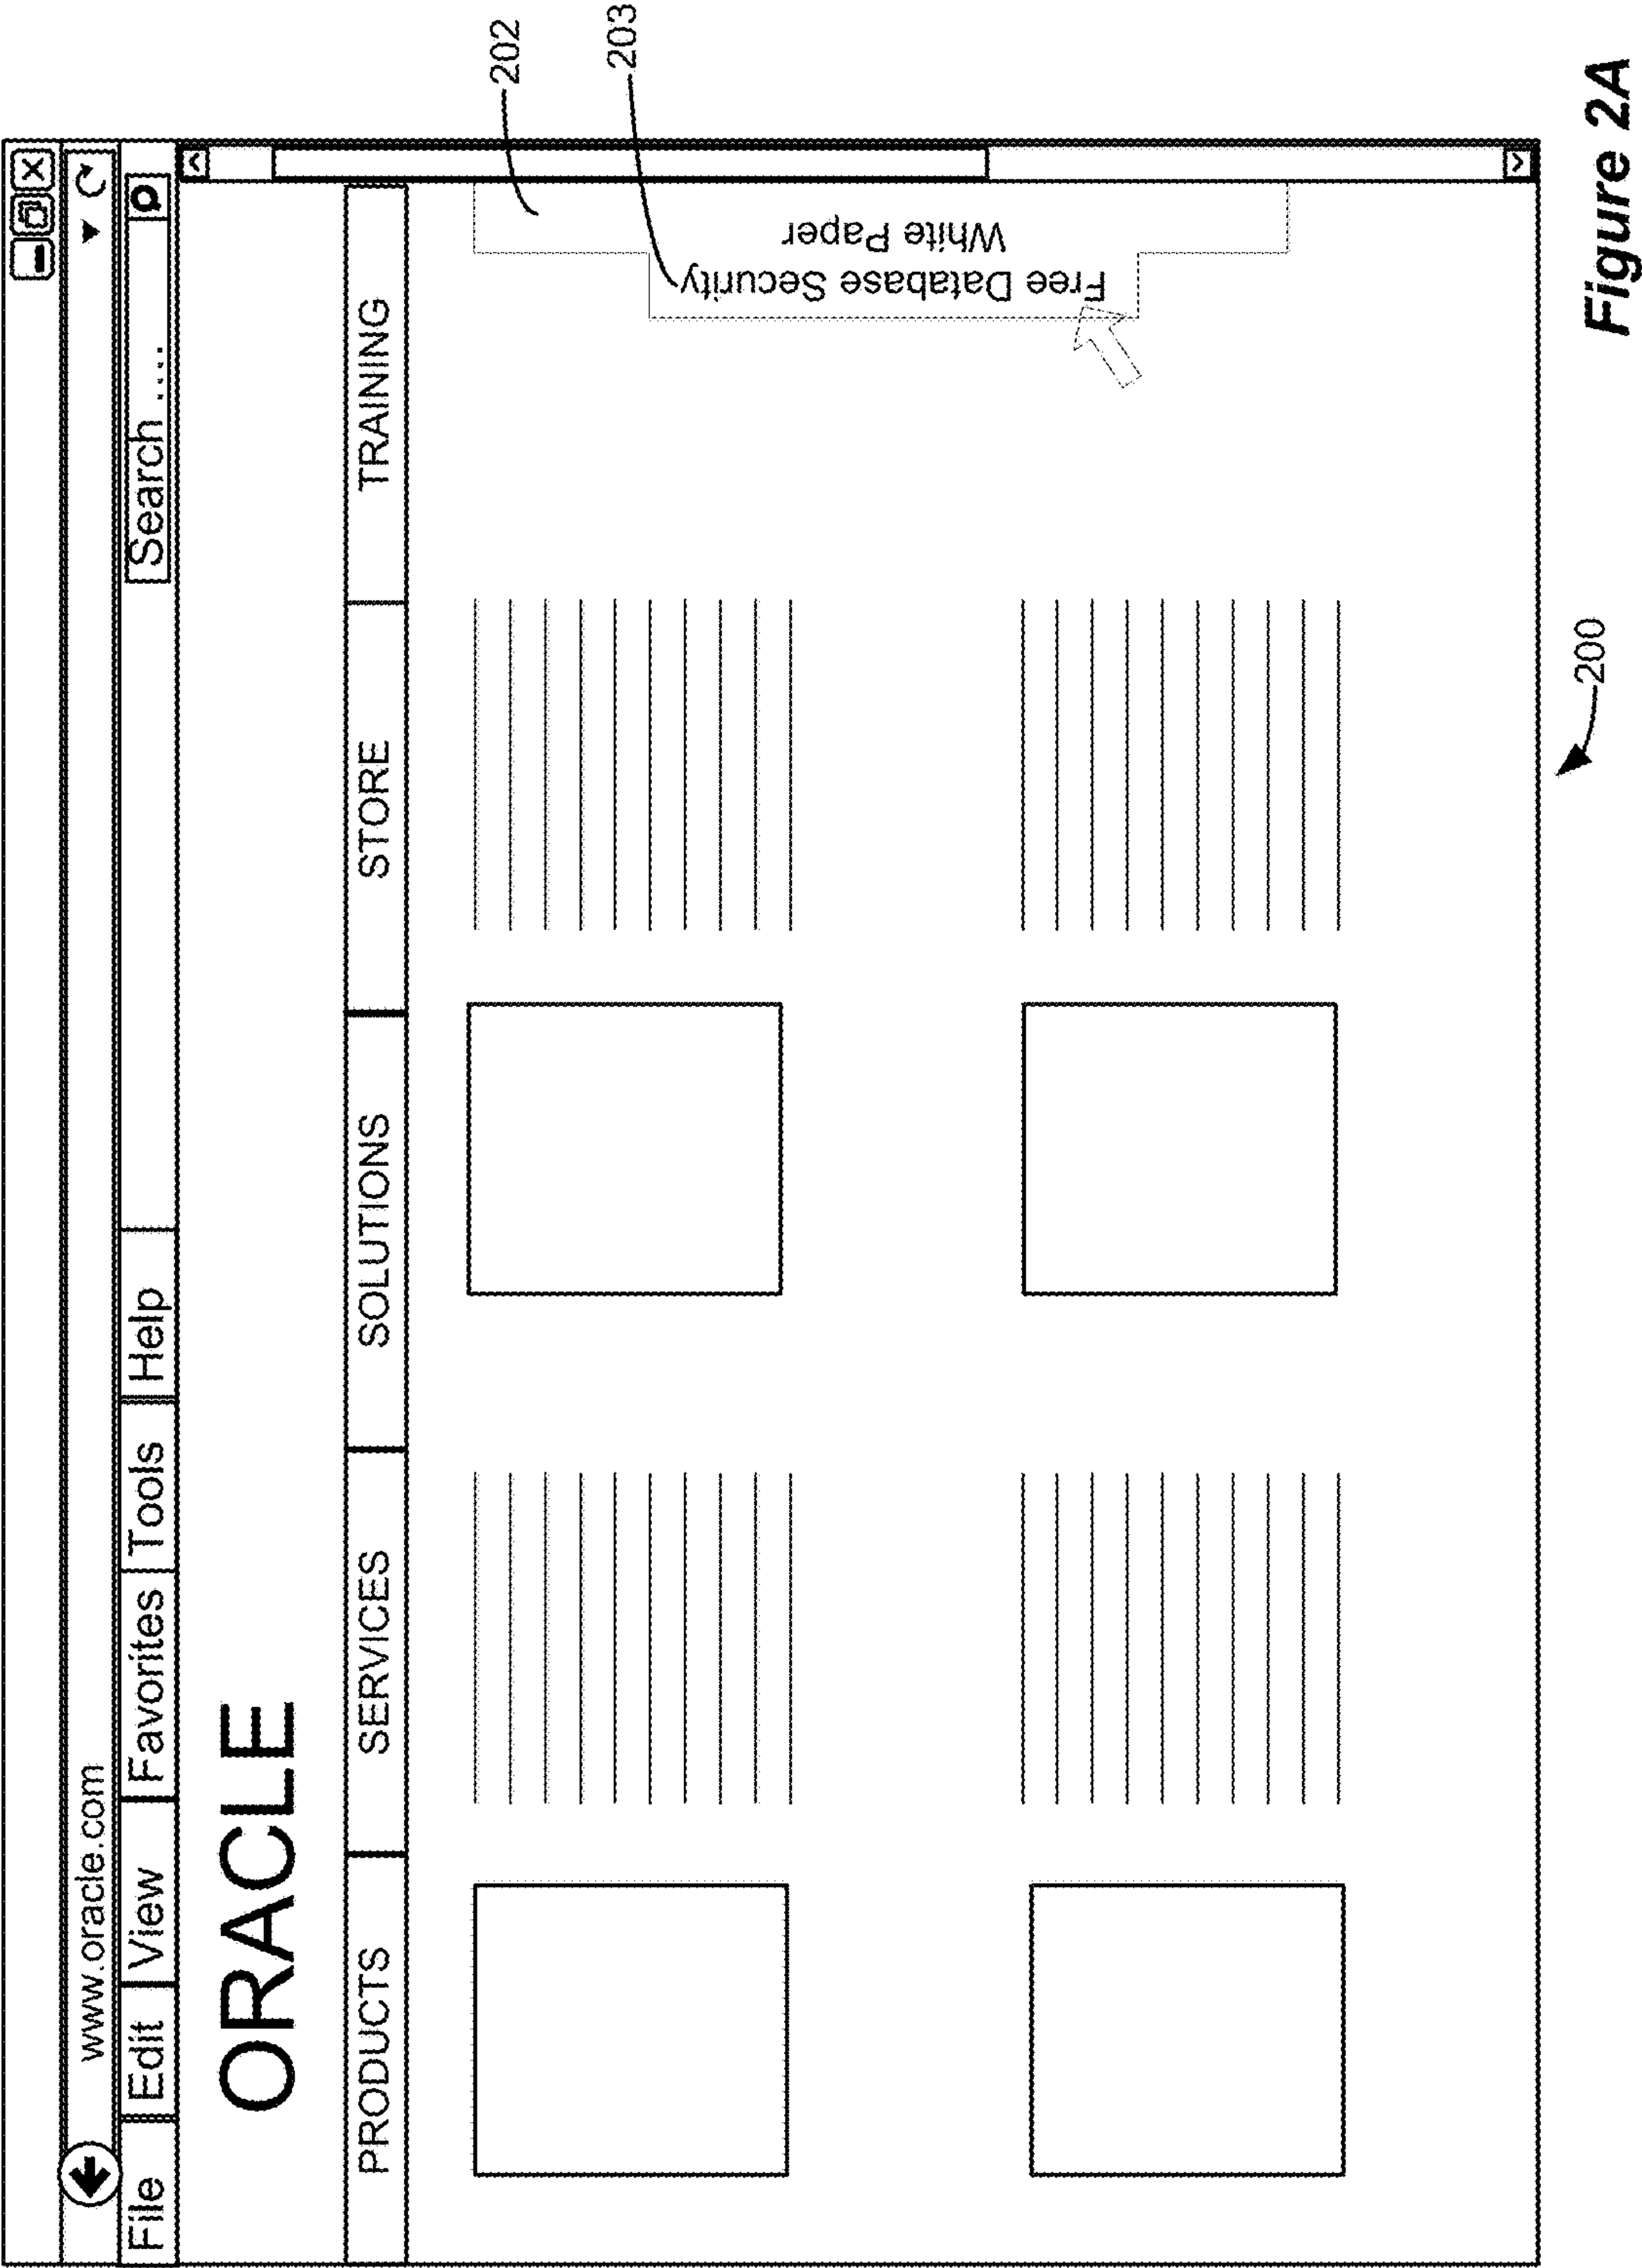 www.oracle.com
File Edit View Favorites Tools Help Search ....
ORACLE
PRODUCTS SERVICES SOLUTIONS STORE TRAINING
202
203
Free Database Security
White Paper
200
Figure 2A